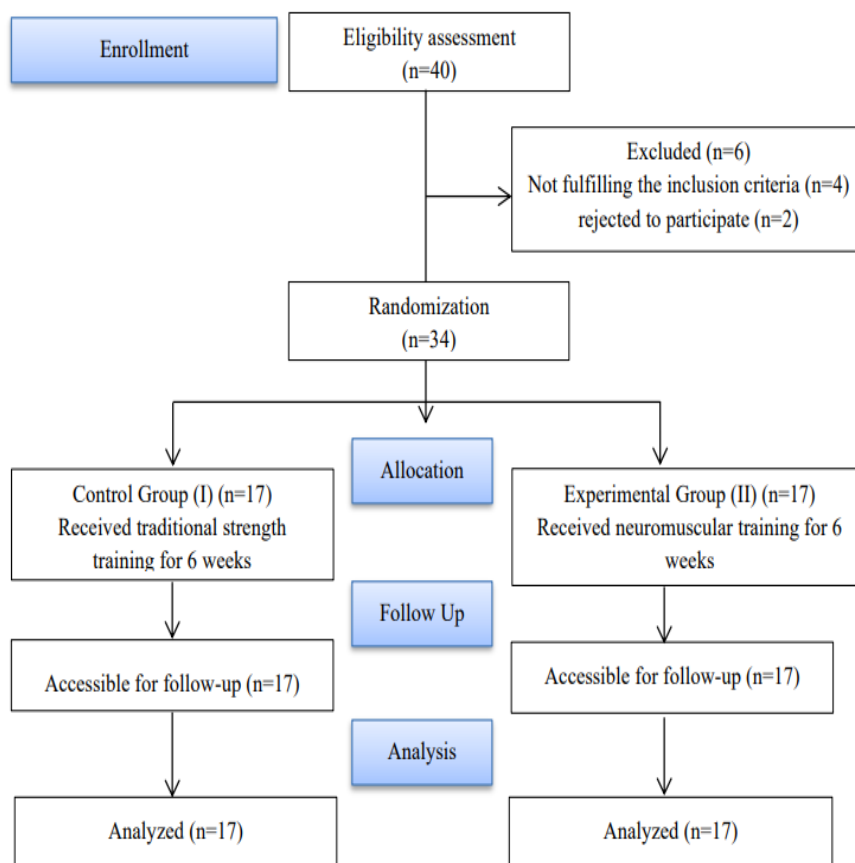 Enrollment
Eligibility assessment
(n=40)
Excluded (n=6)
Not fulfilling the inclusion criteria (n=4)
rejected to participate (n=2)
Randomization
(n=34)
Allocation
Control Group (I) (n=17)
Received traditional strength
training for 6 weeks
Experimental Group (II) (n=17)
Received neuromuscular training for 6
weeks
Follow Up
Accessible for follow-up (n=17)
Accessible for follow-up (n=17)
Analysis
Analyzed (n=17)
Analyzed (n=17)